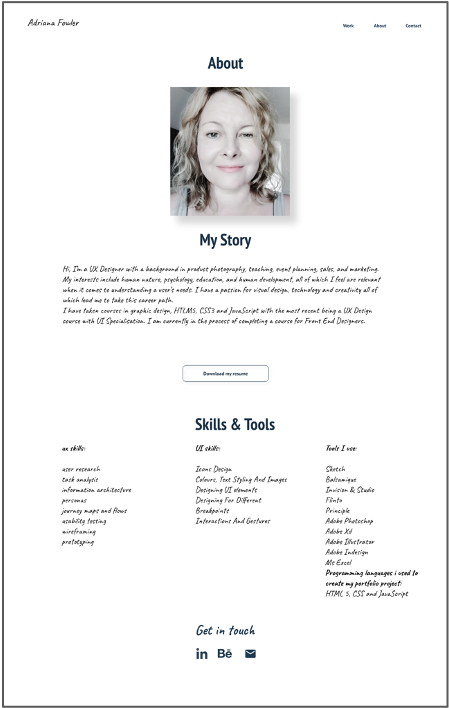 Adriana Fowler
Work About Contact
About
My Story
Hi, I'm a UX Designer with a background in product photography, teaching, event planning, sales, and marketing.
My interests include human nature, psychology, education, and human development, all of which I feel are relevant
when it comes to understanding a user's needs. I have a passion for visual design, technology and creativity all of
which lead me to take this career path.
I have taken courses in graphic design, HTLM5, CSS3 and JavaScript with the most recent being a UX Design
course with UI Specialisation. I am currently in the process of completing a course for Front End Designers.
Download my resume
Skills & Tools
ux skills:
user research
task analysis
information architecture
personas
journey maps and flows
usability testing
wireframing
prototyping
UI skills:
Icons Design
Colours, Text Styling And Images
Designing UI elements
Designing For Different
Breakpoints
Interactions And Gestures
Tools I use:
Sketch
Balsamique
Invision & Studio
Flinto
Principle
Adobe Photoshop
Adobe Xd
Adobe Illustrator
Adobe Indesign
Ms Excel
Programming languages i used to
create my portfolio project:
HTML 5, CSS and JavaScript
Get in touch
in Bē